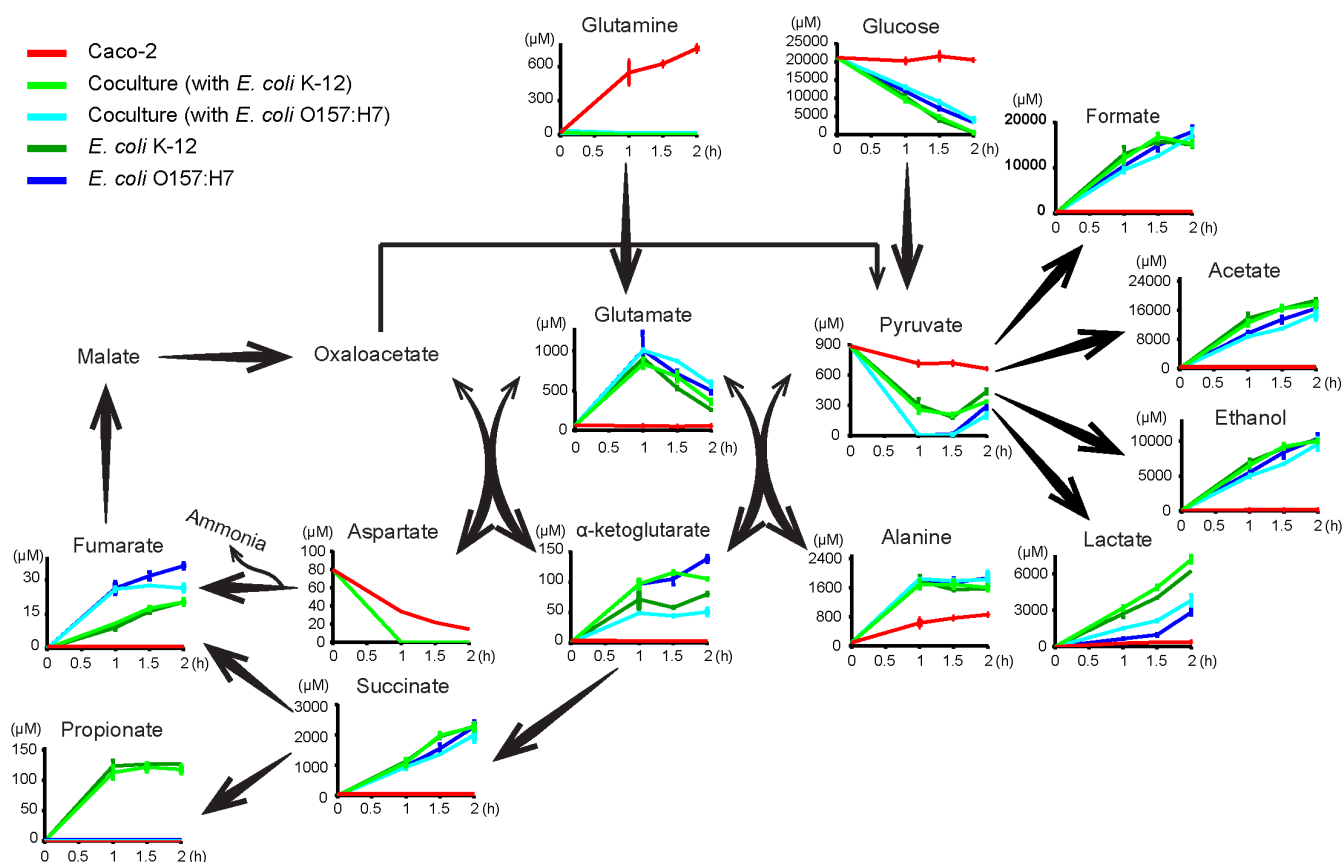 Caco-2
Coculture (with E. coli K-12)
Coculture (with E. coli O157:H7)
E. coli K-12
E. coli O157:H7
Glutamine
(µM)
600
300
0
0 0.5 1 1.5 2 (h)
Glucose
(µM)
25000
20000
15000
10000
5000
0
0 0.5 1 1.5 2 (h)
Formate
(µM)
20000
10000
0
0 0.5 1 1.5 2 (h)
Malate
Oxaloacetate
Glutamate
(µM)
1000
500
0
0 0.5 1 1.5 2 (h)
Pyruvate
(µM)
900
600
300
0
0 0.5 1 1.5 2 (h)
Acetate
(µM)
24000
16000
8000
0
0 0.5 1 1.5 2 (h)
Ethanol
(µM)
10000
5000
0
0 0.5 1 1.5 2 (h)
Ammonia
Fumarate
(µM)
30
15
0
0 0.5 1 1.5 2 (h)
Aspartate
(µM)
100
80
60
40
20
0
0 0.5 1 1.5 2 (h)
α-ketoglutarate
(µM)
150
100
50
0
0 0.5 1 1.5 2 (h)
Alanine
(µM)
2400
1600
800
0
0 0.5 1 1.5 2 (h)
Lactate
(µM)
6000
3000
0
0 0.5 1 1.5 2 (h)
Succinate
(µM)
3000
2000
1000
0
0 0.5 1 1.5 2 (h)
Propionate
(µM)
150
100
50
0
0 0.5 1 1.5 2 (h)